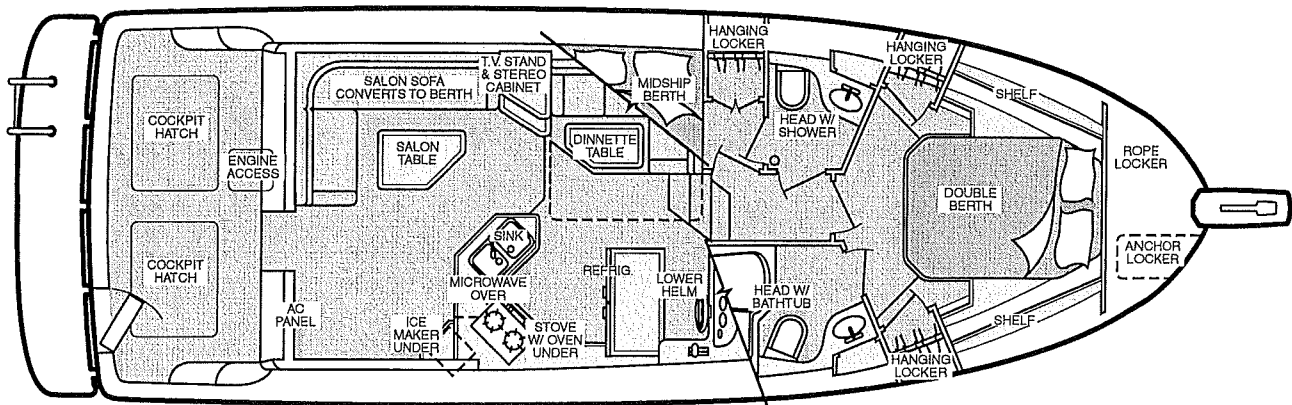 HANGING
LOCKER
HANGING
LOCKER
T.V. STAND
& STEREO
CABINET
SALON SOFA
CONVERTS TO BERTH
MIDSHIP
BERTH
SHELF
COCKPIT
HATCH
HEAD W/
SHOWER
ENGINE
ACCESS
SALON
TABLE
DINNETTE
TABLE
ROPE
LOCKER
DOUBLE
BERTH
SINK
ANCHOR
LOCKER
COCKPIT
HATCH
MICROWAVE
OVER
REFRIG.
LOWER
HELM
HEAD W/
BATHTUB
AC
PANEL
ICE
MAKER
UNDER
STOVE
W/ OVEN
UNDER
SHELF
HANGING
LOCKER